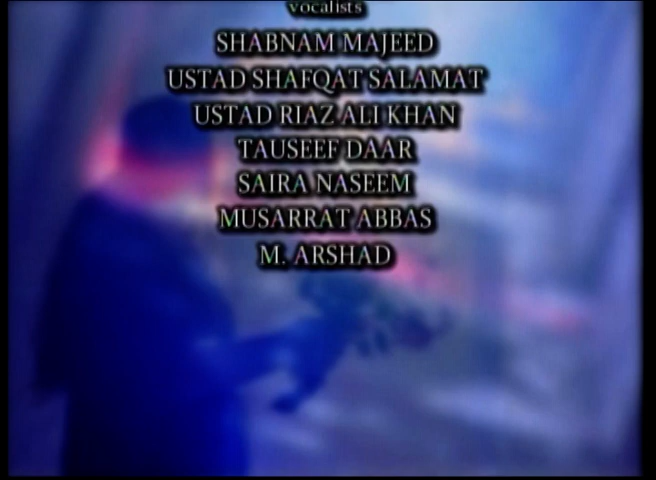 vocalists
SHABNAM MAJEED
USTAD SHAFQAT SALAMAT
USTAD RIAZ ALI KHAN
TAUSEEF DAAR
SAIRA NASEEM
MUSARRAT ABBAS
M. ARSHAD